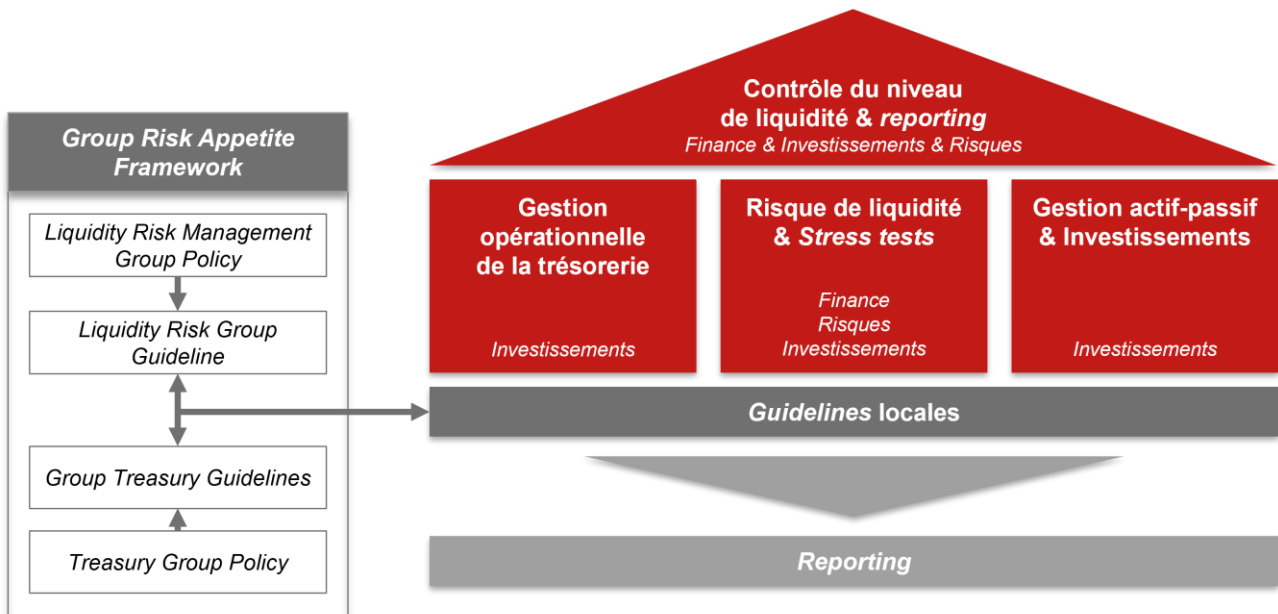 Group Risk Appetite
Framework
Liquidity Risk Management
Group Policy
Liquidity Risk Group
Guideline
Group Treasury Guidelines
Treasury Group Policy
Contrôle du niveau
de liquidité & reporting
Finance & Investissements & Risques
Gestion
opérationnelle
de la trésorerie
Investissements
Risque de liquidité
& Stress tests
Finance
Risques
Investissements
Gestion actif-passif
& Investissements
Investissements
Guidelines locales
Reporting